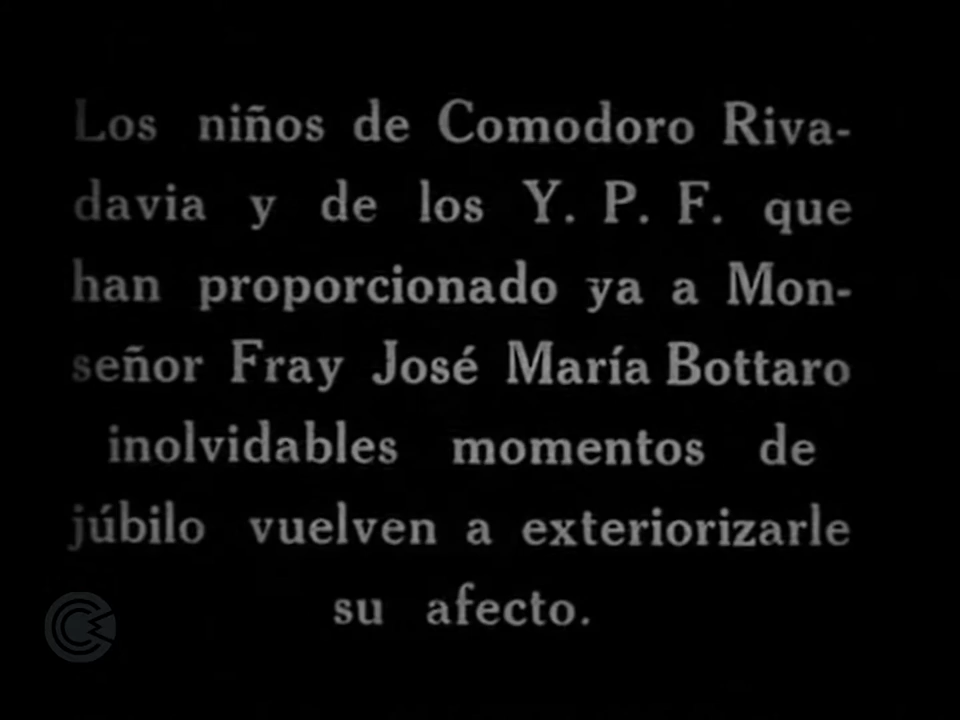 Los niños de Comodoro Riva-
davia y de los Y. P. F. que
han proporcionado ya a Mon-
señor Fray José María Bottaro
inolvidables momentos de
júbilo vuelven a exteriorizarle
su afecto.